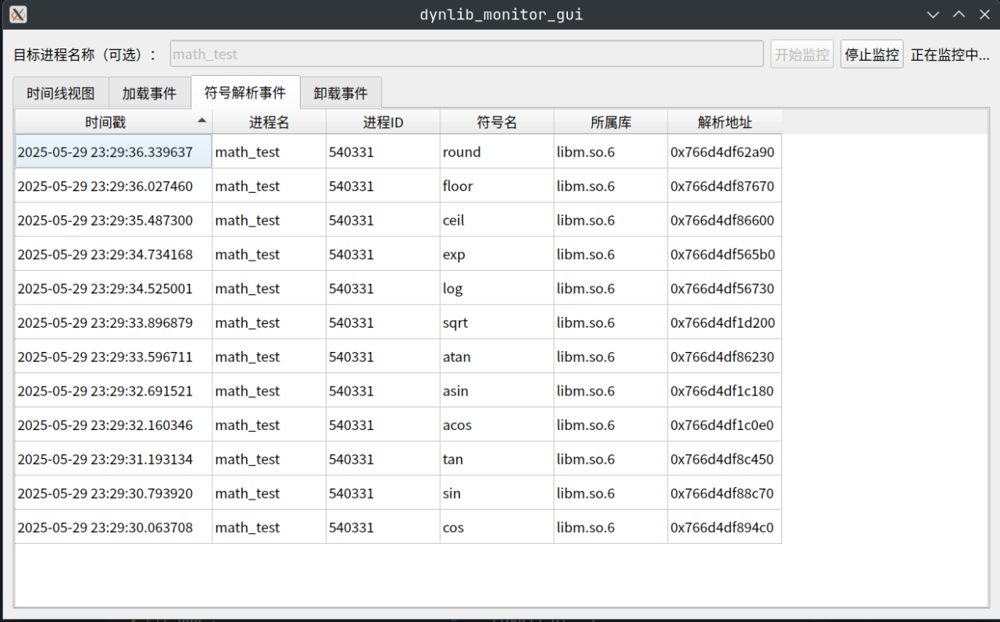 dynlib_monitor_gui
目标进程名称（可选）： math_test 开始监控 停止监控 正在监控中...
时间线视图 加载事件 符号解析事件 卸载事件
时间戳 进程名 进程ID 符号名 所属库 解析地址
2025-05-29 23:29:36.339637 math_test 540331 round libm.so.6 0x766d4df62a90
2025-05-29 23:29:36.027460 math_test 540331 floor libm.so.6 0x766d4df87670
2025-05-29 23:29:35.487300 math_test 540331 ceil libm.so.6 0x766d4df86600
2025-05-29 23:29:34.734168 math_test 540331 exp libm.so.6 0x766d4df565b0
2025-05-29 23:29:34.525001 math_test 540331 log libm.so.6 0x766d4df56730
2025-05-29 23:29:33.896879 math_test 540331 sqrt libm.so.6 0x766d4df1d200
2025-05-29 23:29:33.596711 math_test 540331 atan libm.so.6 0x766d4df86230
2025-05-29 23:29:32.691521 math_test 540331 asin libm.so.6 0x766d4df1c180
2025-05-29 23:29:32.160346 math_test 540331 acos libm.so.6 0x766d4df1c0e0
2025-05-29 23:29:31.193134 math_test 540331 tan libm.so.6 0x766d4df8c450
2025-05-29 23:29:30.793920 math_test 540331 sin libm.so.6 0x766d4df88c70
2025-05-29 23:29:30.063708 math_test 540331 cos libm.so.6 0x766d4df894c0